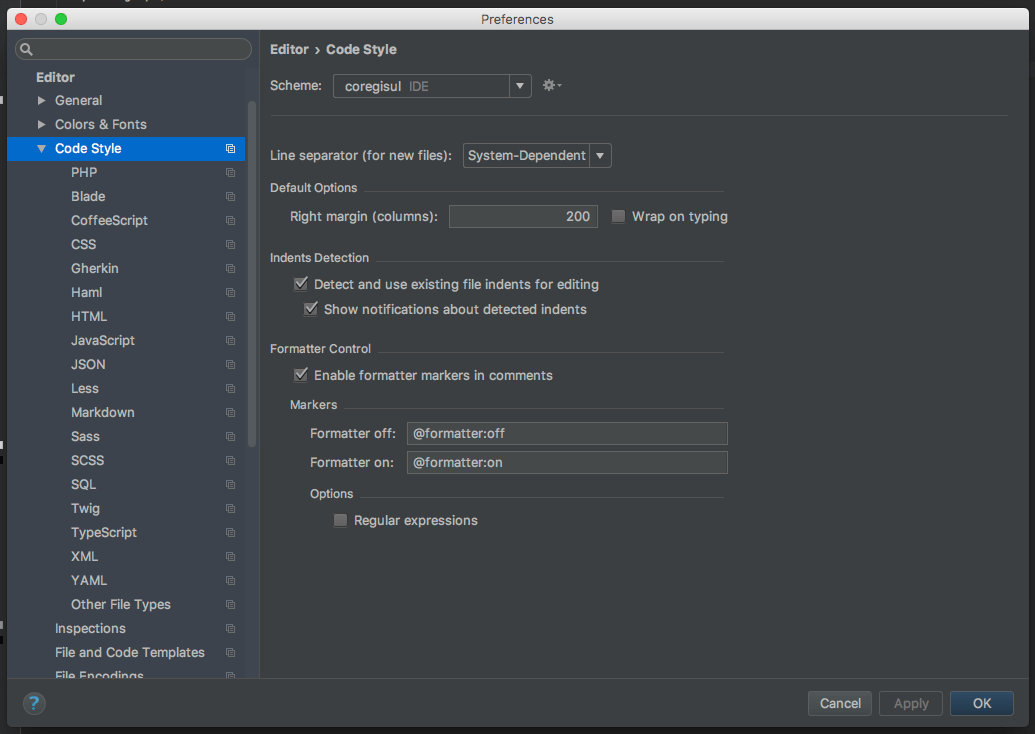 Preferences
Editor
General
Colors & Fonts
Code Style
PHP
Blade
CoffeeScript
CSS
Gherkin
Haml
HTML
JavaScript
JSON
Less
Markdown
Sass
SCSS
SQL
Twig
TypeScript
XML
YAML
Other File Types
Inspections
File and Code Templates
File Encodings
Editor › Code Style
Scheme: coregisul IDE
Line separator (for new files): System-Dependent
Default Options
Right margin (columns): 200 Wrap on typing
Indents Detection
Detect and use existing file indents for editing
Show notifications about detected indents
Formatter Control
Enable formatter markers in comments
Markers
Formatter off: @formatter:off
Formatter on: @formatter:on
Options
Regular expressions
? Cancel Apply OK